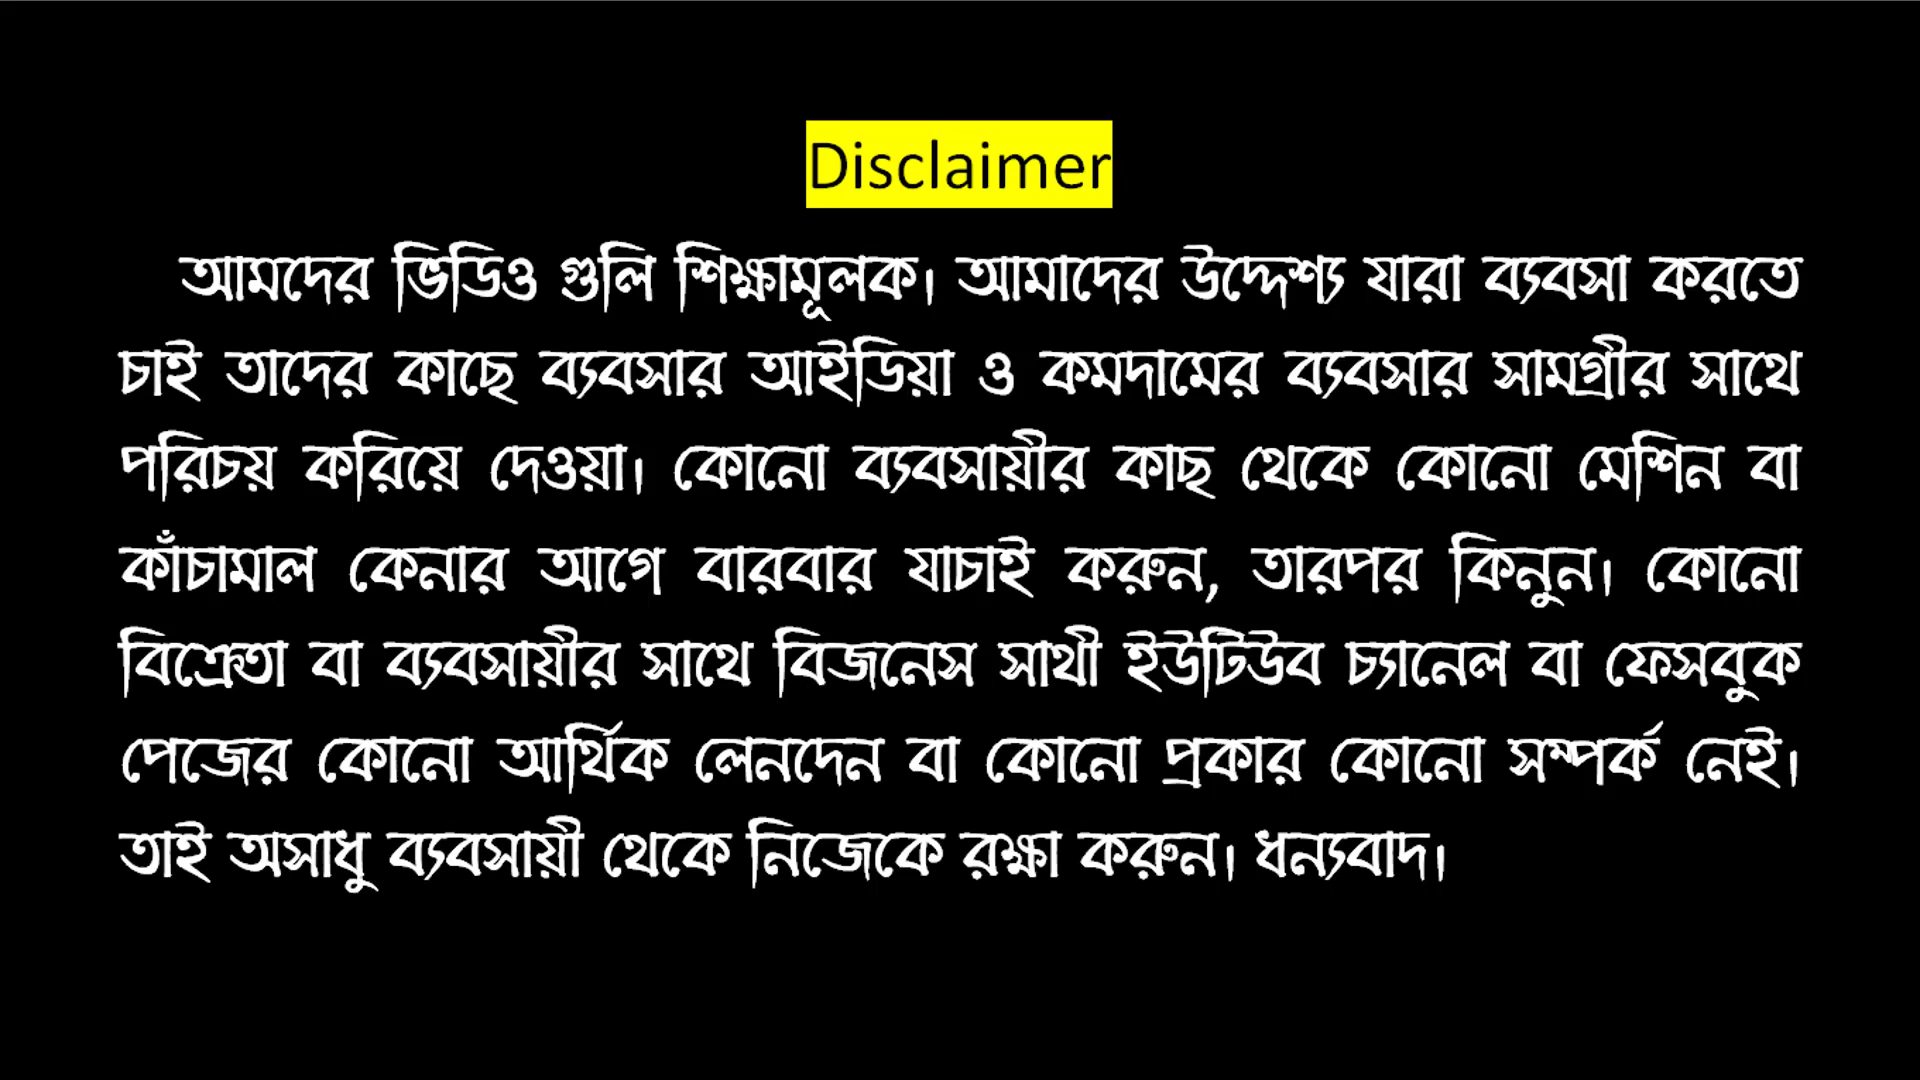 Disclaimer
আমদের ভিডিও গুলি শিক্ষামূলক। আমাদের উদ্দেশ্য যারা ব্যবসা করতে
চাই তাদের কাছে ব্যবসার আইডিয়া ও কমদামের ব্যবসার সামগ্রীর সাথে
পরিচয় করিয়ে দেওয়া। কোনো ব্যবসায়ীর কাছ থেকে কোনো মেশিন বা
কাঁচামাল কেনার আগে বারবার যাচাই করুন, তারপর কিনুন। কোনো
বিক্রেতা বা ব্যবসায়ীর সাথে বিজনেস সাথী ইউটিউব চ্যানেল বা ফেসবুক
পেজের কোনো আর্থিক লেনদেন বা কোনো প্রকার কোনো সম্পর্ক নেই।
তাই অসাধু ব্যবসায়ী থেকে নিজেকে রক্ষা করুন। ধন্যবাদ।